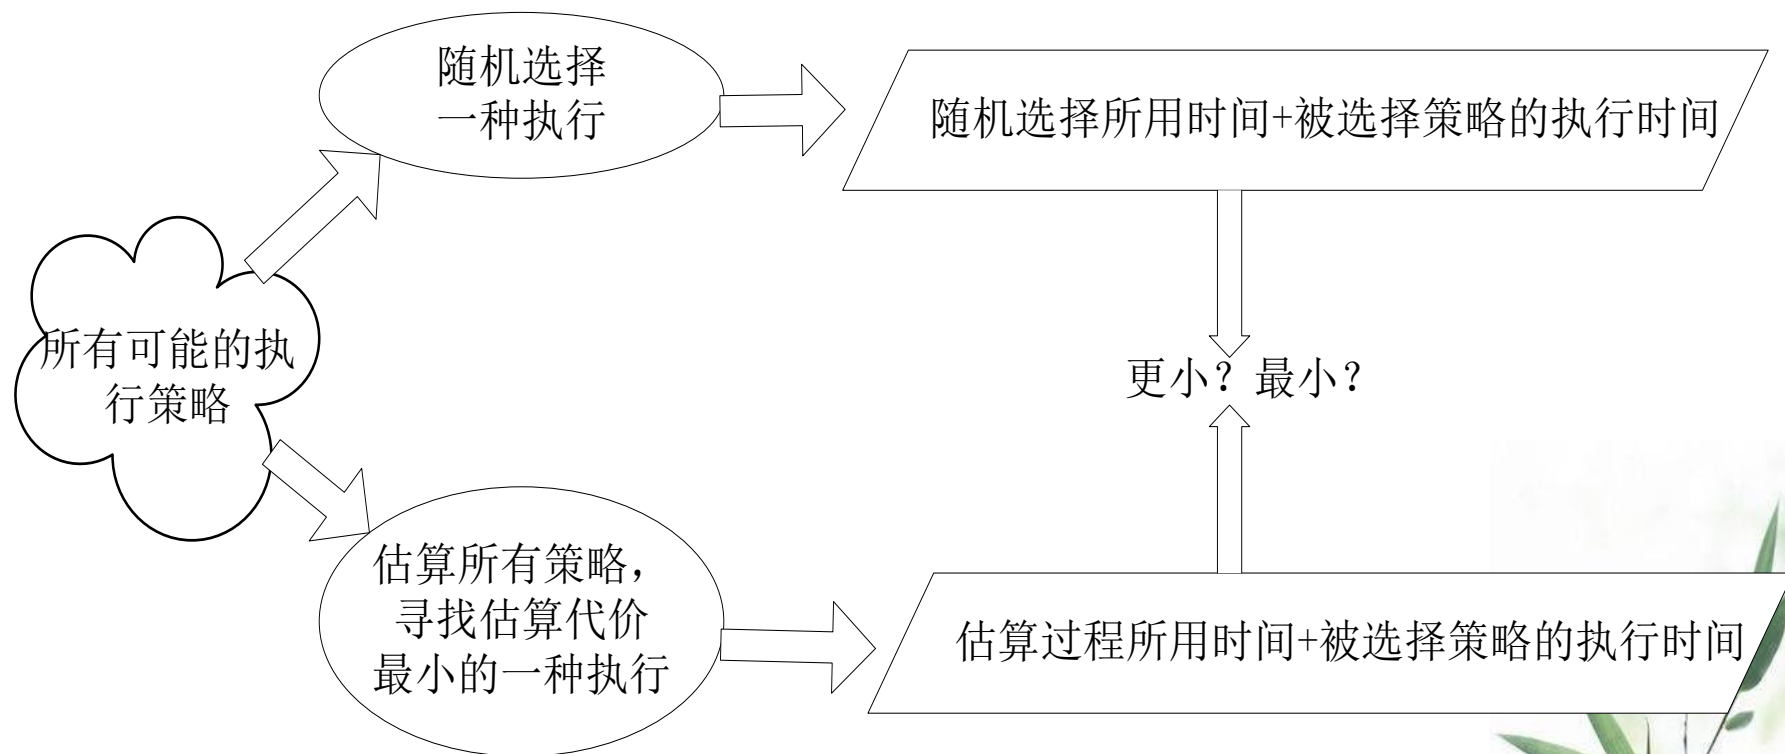 随机选择
一种执行
随机选择所用时间+被选择策略的执行时间
所有可能的执
行策略
更小？最小？
估算所有策略，
寻找估算代价
最小的一种执行
估算过程所用时间+被选择策略的执行时间